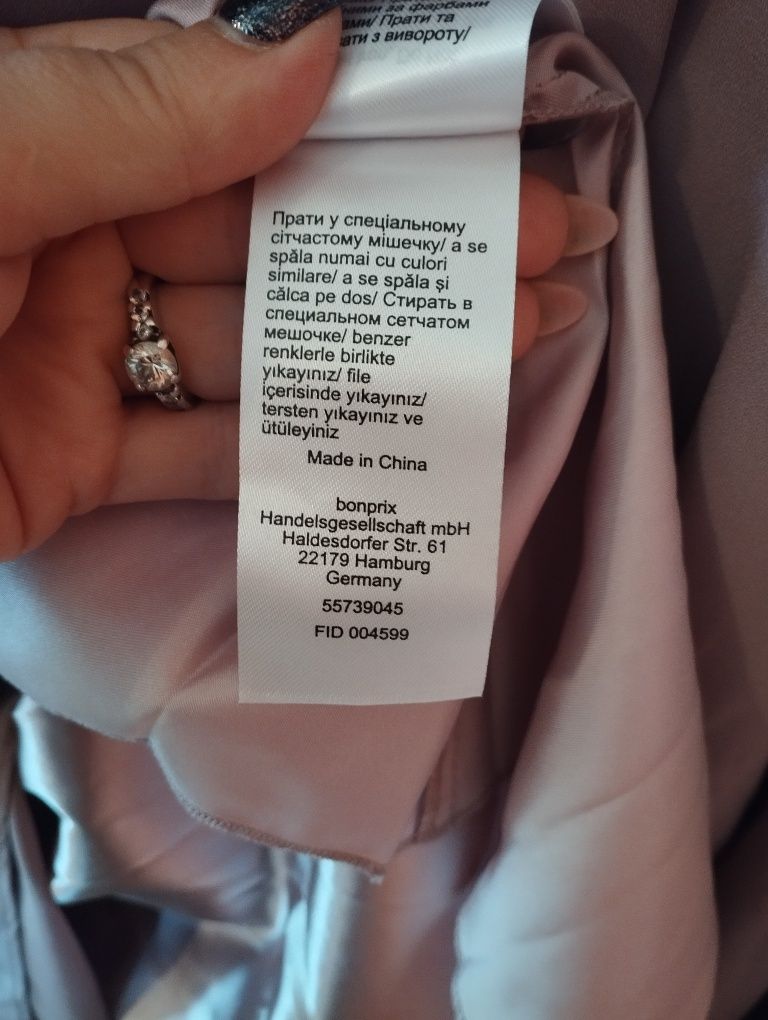 за фарбами
Прати та
з вивороту/
Прати у спеціальному
сітчастому мішечку/ a se
spăla numai cu culori
similare/ a se spăla şi
călca pe dos/ Стирать в
специальном сетчатом
мешочке/ benzer
renklerle birlikte
yıkayınız/ file
içerisinde yıkayınız/
tersten yıkayınız ve
ütüleyiniz
Made in China
bonprix
Handelsgesellschaft mbH
Haldesdorfer Str. 61
22179 Hamburg
Germany
55739045
FID 004599